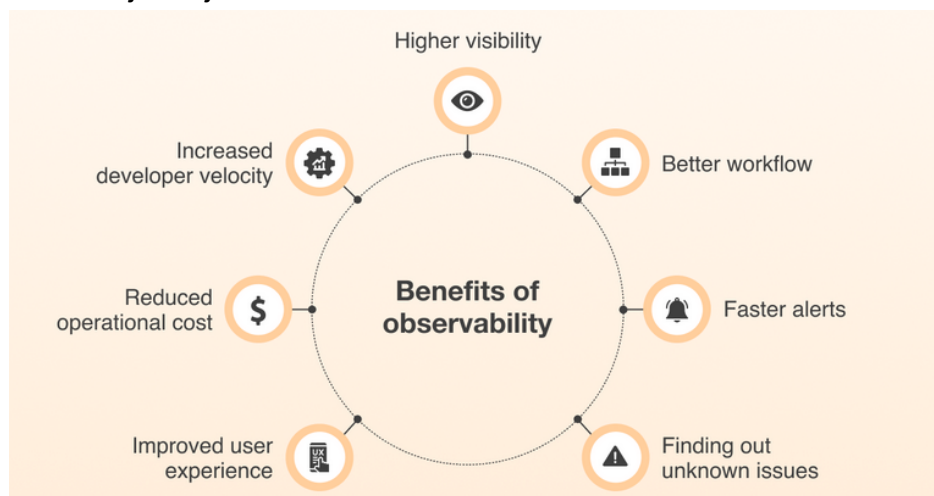 Higher visibility
Increased
developer velocity
Better workflow
Benefits of
observability
Reduced
operational cost
$
Faster alerts
Improved user
experience
UX
Finding out
unknown issues